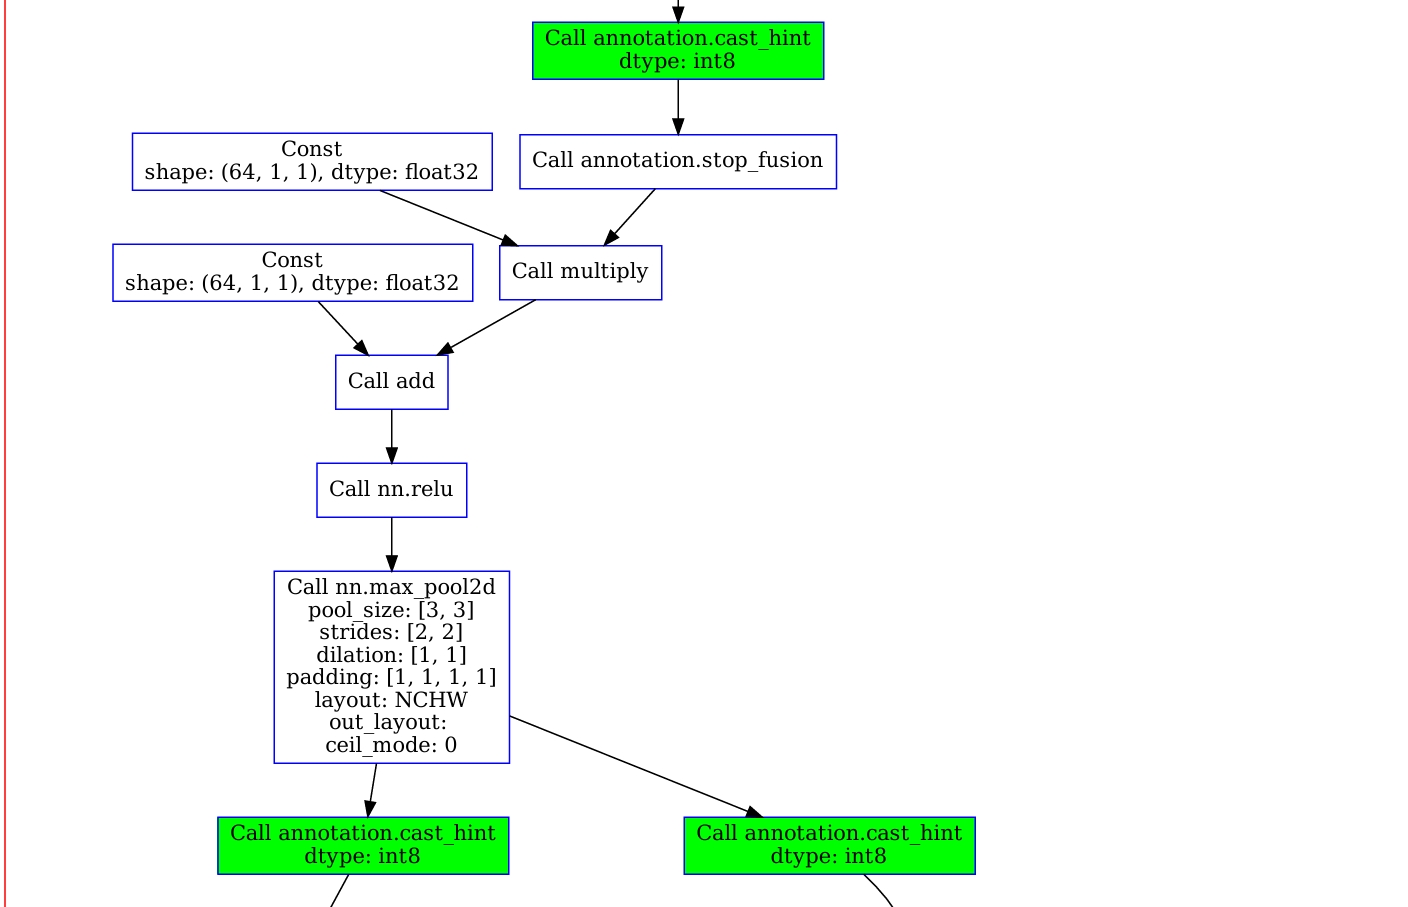 Call annotation.cast_hint
dtype: int8
Call annotation.stop_fusion
Const
shape: (64, 1, 1), dtype: float32
Const
shape: (64, 1, 1), dtype: float32
Call multiply
Call add
Call nn.relu
Call nn.max_pool2d
pool_size: [3, 3]
strides: [2, 2]
dilation: [1, 1]
padding: [1, 1, 1, 1]
layout: NCHW
out_layout:
ceil_mode: 0
Call annotation.cast_hint
dtype: int8
Call annotation.cast_hint
dtype: int8